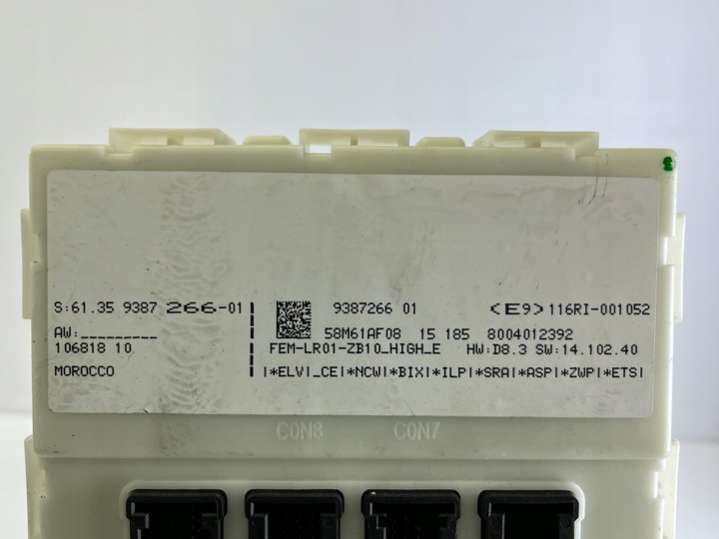 S:61.35 9387 266-01
AW:_________
106818 10
MOROCCO
9387266 01
<E9>116RI-001052
58M61AF08 15 185 8004012392
FEM-LR01-ZB10_HIGH_E HW:D8.3 SW:14.102.40
|*ELV|_CE|*NCW|*BIX|*ILP|*SRA|*ASP|*ZWP|*ETS|
CON8 CON7